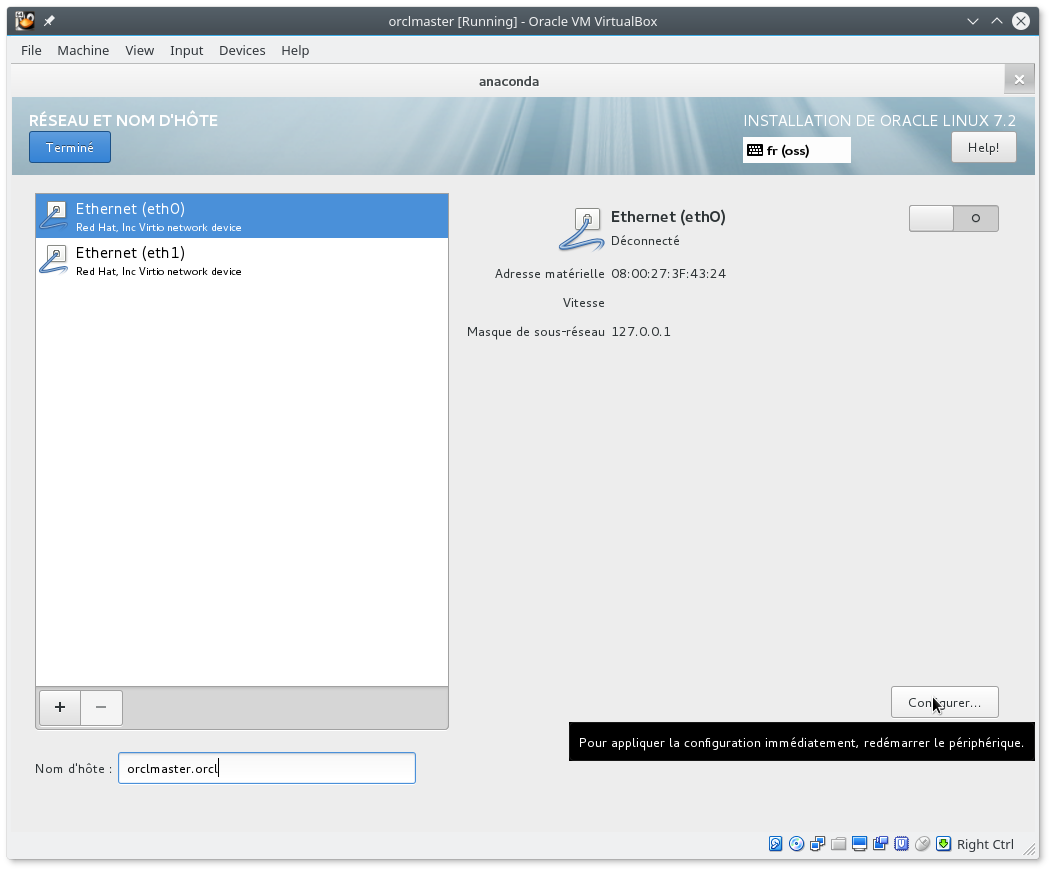 orclmaster [Running] - Oracle VM VirtualBox
File Machine View Input Devices Help
anaconda
RÉSEAU ET NOM D'HÔTE
INSTALLATION DE ORACLE LINUX 7.2
Terminé
fr (oss)
Help!
Ethernet (eth0)
Red Hat, Inc Virtio network device
Ethernet (eth1)
Red Hat, Inc Virtio network device
Ethernet (eth0)
Déconnecté
Adresse matérielle 08:00:27:3F:43:24
Vitesse
Masque de sous-réseau 127.0.0.1
Configurer...
Pour appliquer la configuration immédiatement, redémarrer le périphérique.
Nom d'hôte : orclmaster.orcl
Right Ctrl